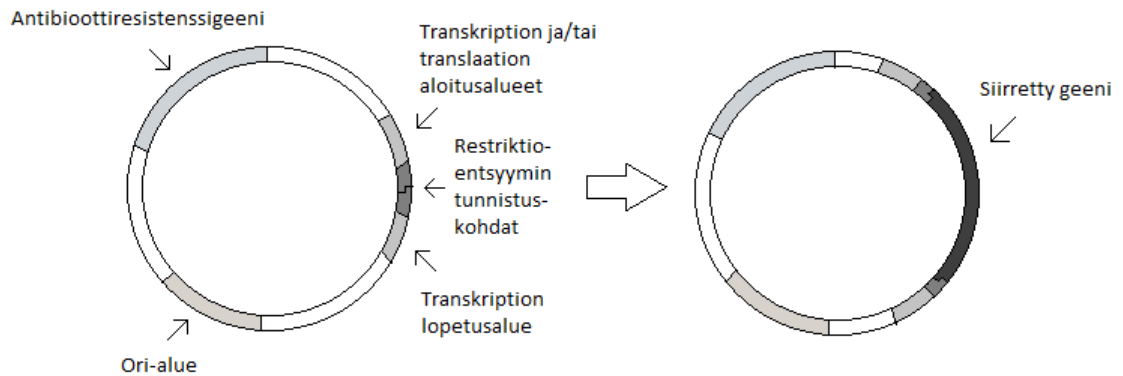 Antibioottiresistenssigeeni
Transkription ja/tai
translaation
aloitusalueet
Restriktio-
entsyymin
tunnistus-
kohdat
Transkription
lopetusalue
Ori-alue
Siirretty geeni